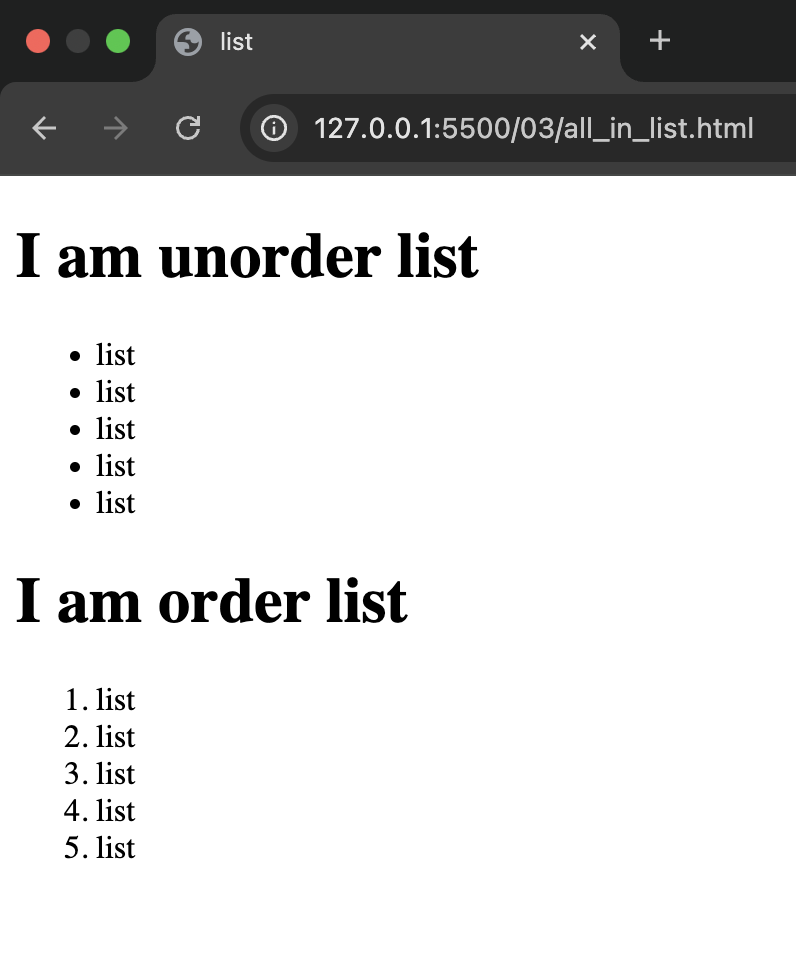 list
127.0.0.1:5500/03/all_in_list.html
I am unorder list
• list
• list
• list
• list
• list
I am order list
1. list
2. list
3. list
4. list
5. list